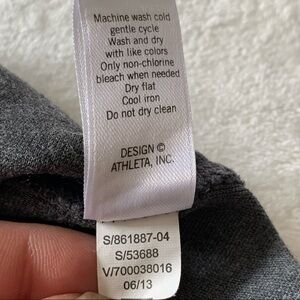 Machine wash cold
gentle cycle
Wash and dry
with like colors
Only non-chlorine
bleach when needed
Dry flat
Cool iron
Do not dry clean
DESIGN ©
ATHLETA, INC.
S/861887-04
S/53688
V/700038016
06/13